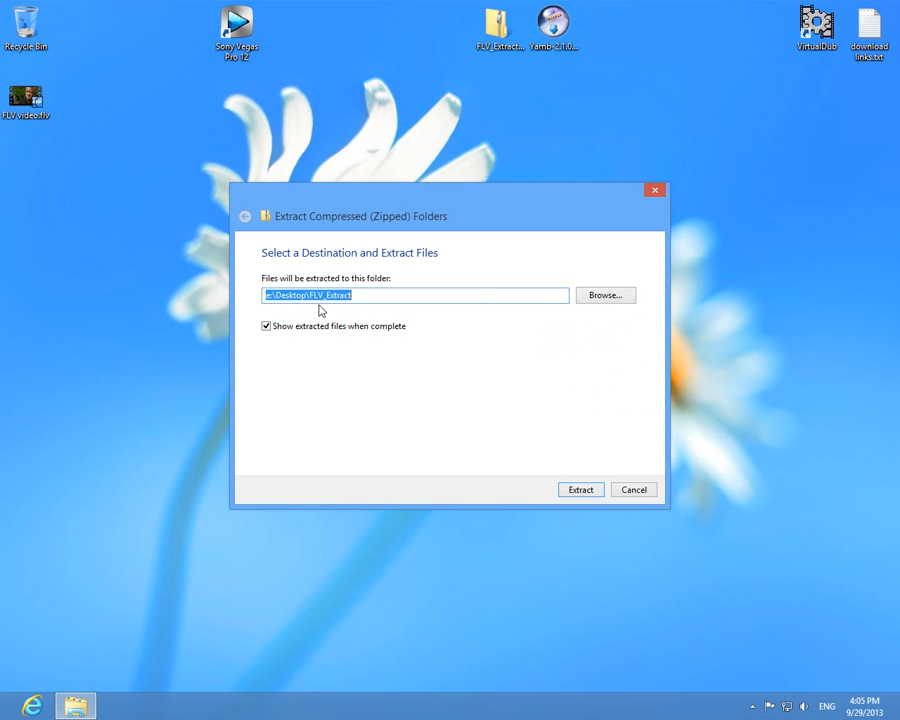 Recycle Bin
Sony Vegas
Pro 12
FLV_Extract...
Yamb-2.1.0...
VirtualDub
download
links.txt
FLV video.flv
Extract Compressed (Zipped) Folders
Select a Destination and Extract Files
Files will be extracted to this folder:
e:\Desktop\FLV_Extract
Browse...
Show extracted files when complete
Extract
Cancel
ENG
4:05 PM
9/29/2013